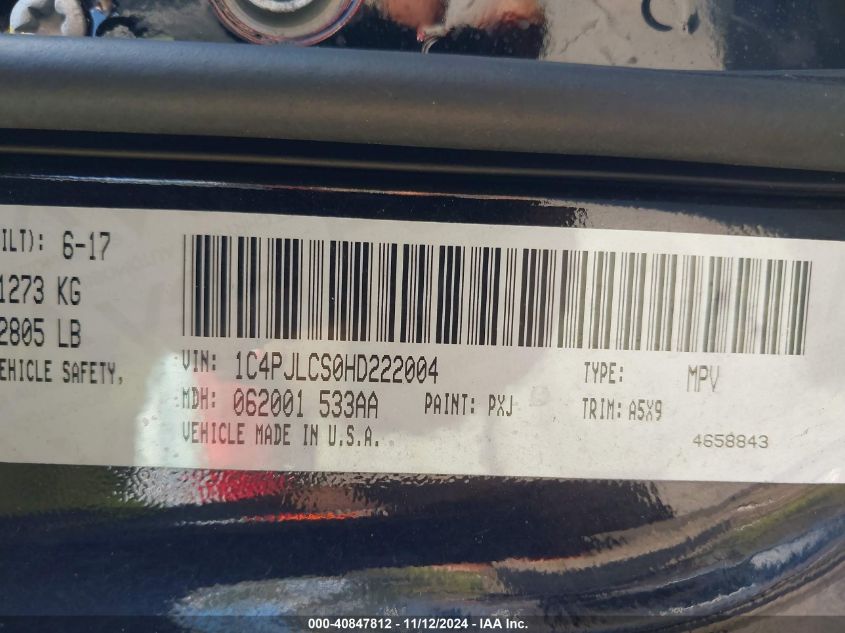 ILT): 6-17
1273 KG
2805 LB
EHICLE SAFETY,
VIN: 1C4PJLCS0HD222004
TYPE: MPV
MDH: 062001 533AA
PAINT: PXJ
TRIM: A5X9
VEHICLE MADE IN U.S.A.
4658843
000-40847812 - 11/12/2024 - IAA Inc.